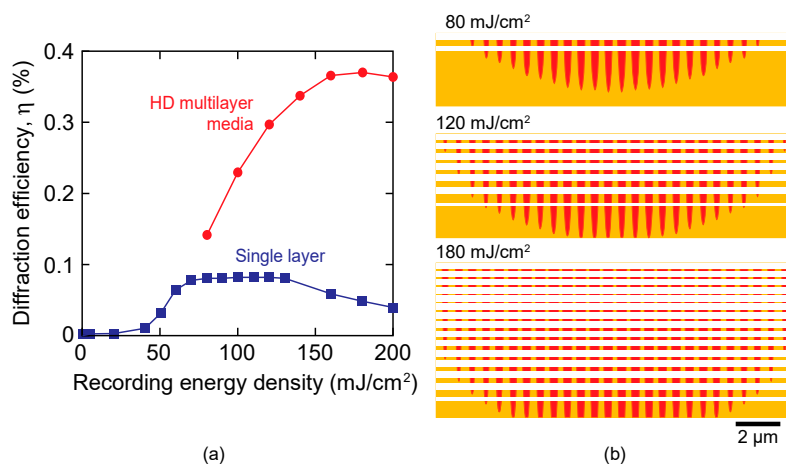 Diffraction efficiency, η (%)
0.4
0.3
0.2
0.1
0
HD multilayer
media
Single layer
0
50
100
150
200
Recording energy density (mJ/cm²)
(a)
80 mJ/cm²
120 mJ/cm²
180 mJ/cm²
2 μm
(b)